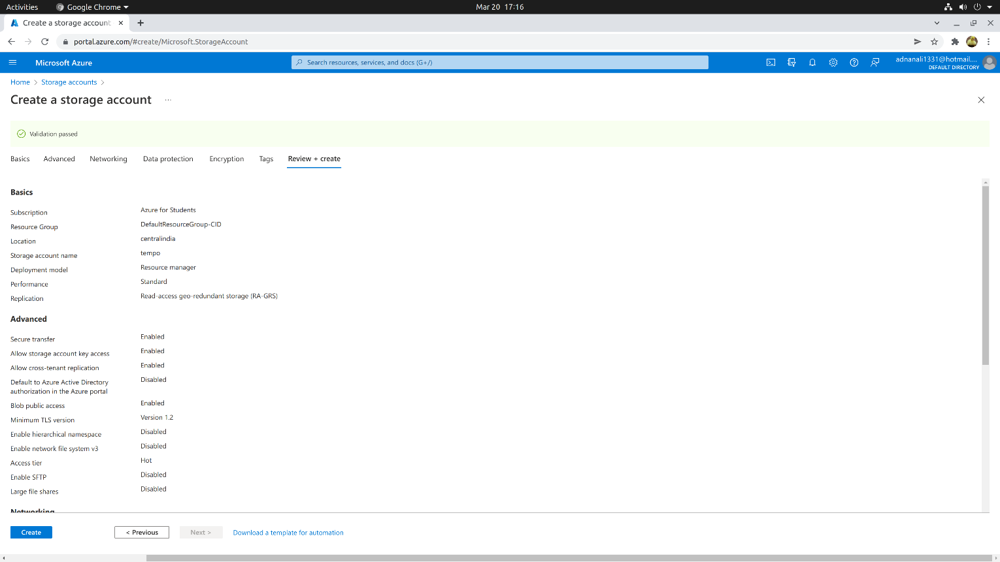 Activities
Google Chrome
Mar 20 17:16
Create a storage account
portal.azure.com/#create/Microsoft.StorageAccount
Microsoft Azure
Search resources, services, and docs (G+/)
adnanali1331@hotmail....
DEFAULT DIRECTORY
Home > Storage accounts >
Create a storage account ...
Validation passed
Basics Advanced Networking Data protection Encryption Tags Review + create
Basics
Subscription Azure for Students
Resource Group DefaultResourceGroup-CID
Location centralindia
Storage account name tempo
Deployment model Resource manager
Performance Standard
Replication Read-access geo-redundant storage (RA-GRS)
Advanced
Secure transfer Enabled
Allow storage account key access Enabled
Allow cross-tenant replication Enabled
Default to Azure Active Directory Disabled
authorization in the Azure portal
Blob public access Enabled
Minimum TLS version Version 1.2
Enable hierarchical namespace Disabled
Enable network file system v3 Disabled
Access tier Hot
Enable SFTP Disabled
Large file shares Disabled
Networking
Create < Previous Next > Download a template for automation